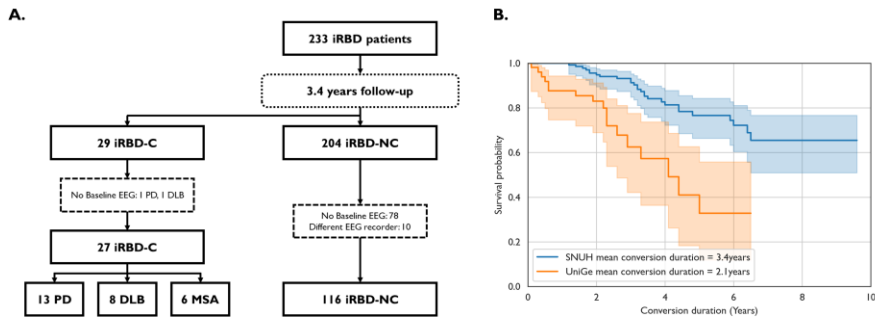 A.
233 iRBD patients
3.4 years follow-up
29 iRBD-C
204 iRBD-NC
No Baseline EEG: 1 PD, 1 DLB
No Baseline EEG: 78
Different EEG recorder: 10
27 iRBD-C
13 PD
8 DLB
6 MSA
116 iRBD-NC
B.
Survival probability
1.0
0.8
0.6
0.4
0.2
0.0
SNUH mean conversion duration = 3.4years
UniGe mean conversion duration = 2.1years
0
2
4
6
8
10
Conversion duration (Years)